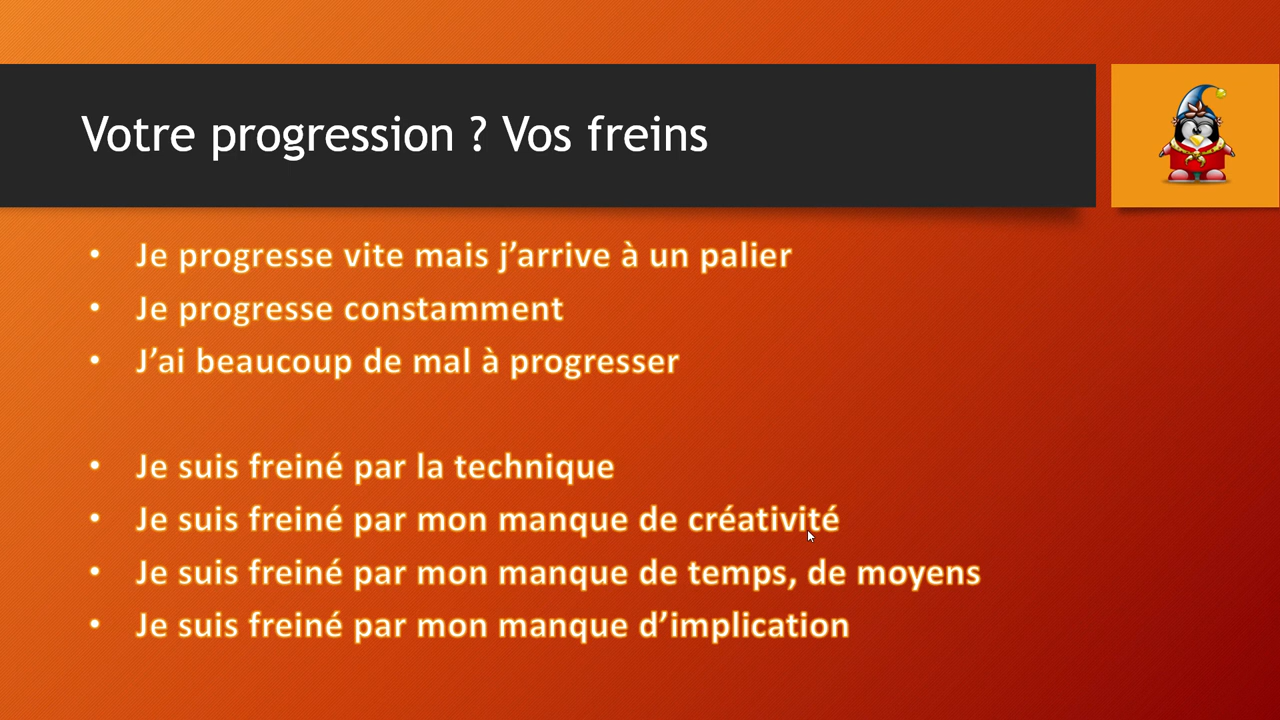 Votre progression ? Vos freins
• Je progresse vite mais j’arrive à un palier
• Je progresse constamment
• J’ai beaucoup de mal à progresser
• Je suis freiné par la technique
• Je suis freiné par mon manque de créativité
• Je suis freiné par mon manque de temps, de moyens
• Je suis freiné par mon manque d’implication